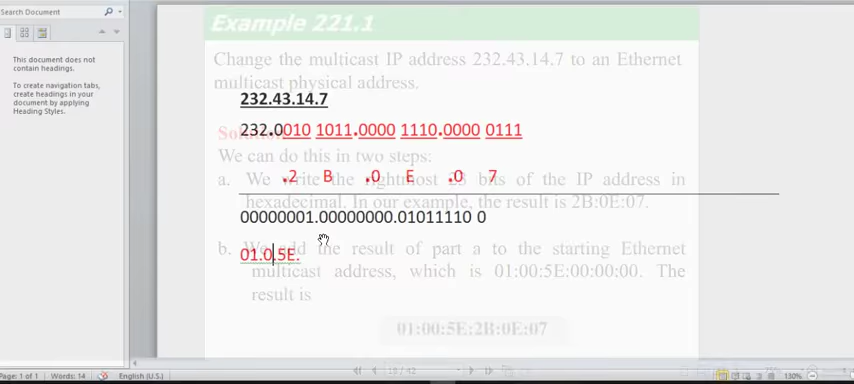 Search Document
Example 221.1
This document does not
contain headings.
To create navigation tabs,
create headings in your
document by applying
Heading Styles.
Change the multicast IP address 232.43.14.7 to an Ethernet
multicast physical address.
232.43.14.7
232.0010 1011.0000 1110.0000 0111
Solution
We can do this in two steps:
.2 B .0 E .0 7
a. We write the rightmost 23 bits of the IP address in
hexadecimal. In our example, the result is 2B:0E:07.
00000001.00000000.01011110 0
b. We add the result of part a to the starting Ethernet
01.0.5E.
multicast address, which is 01:00:5E:00:00:00. The
result is
01:00:5E:2B:0E:07
Page: 1 of 1 Words: 14 English (U.S.) 130%